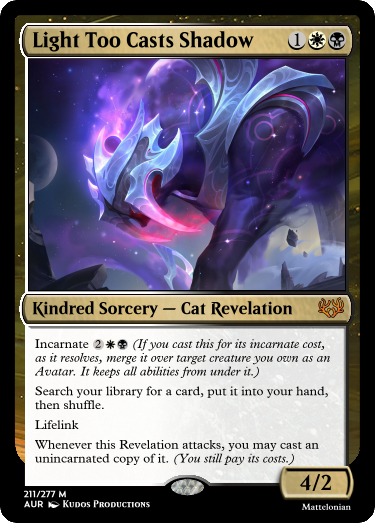 Light Too Casts Shadow 1
Kindred Sorcery — Cat Revelation
Incarnate 2 (If you cast this for its incarnate cost,
as it resolves, merge it over target creature you own as an
Avatar. It keeps all abilities from under it.)
Search your library for a card, put it into your hand,
then shuffle.
Lifelink
Whenever this Revelation attacks, you may cast an
unincarnated copy of it. (You still pay its costs.)
4/2
211/277 M
AUR Kudos Productions
Mattelonian